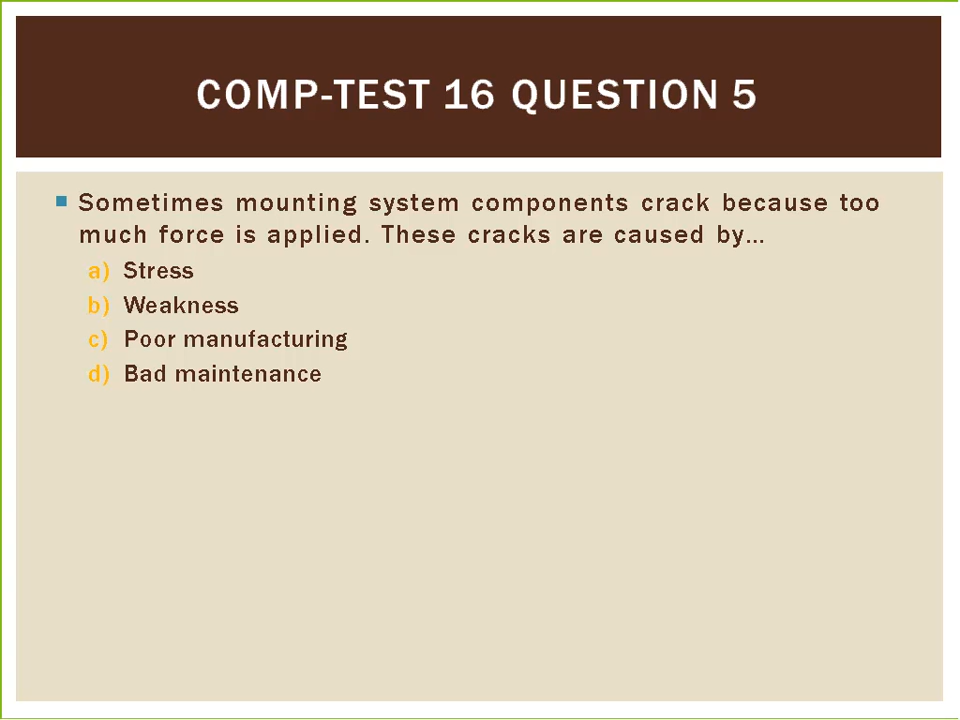 COMP-TEST 16 QUESTION 5
Sometimes mounting system components crack because too
much force is applied. These cracks are caused by…
a) Stress
b) Weakness
c) Poor manufacturing
d) Bad maintenance